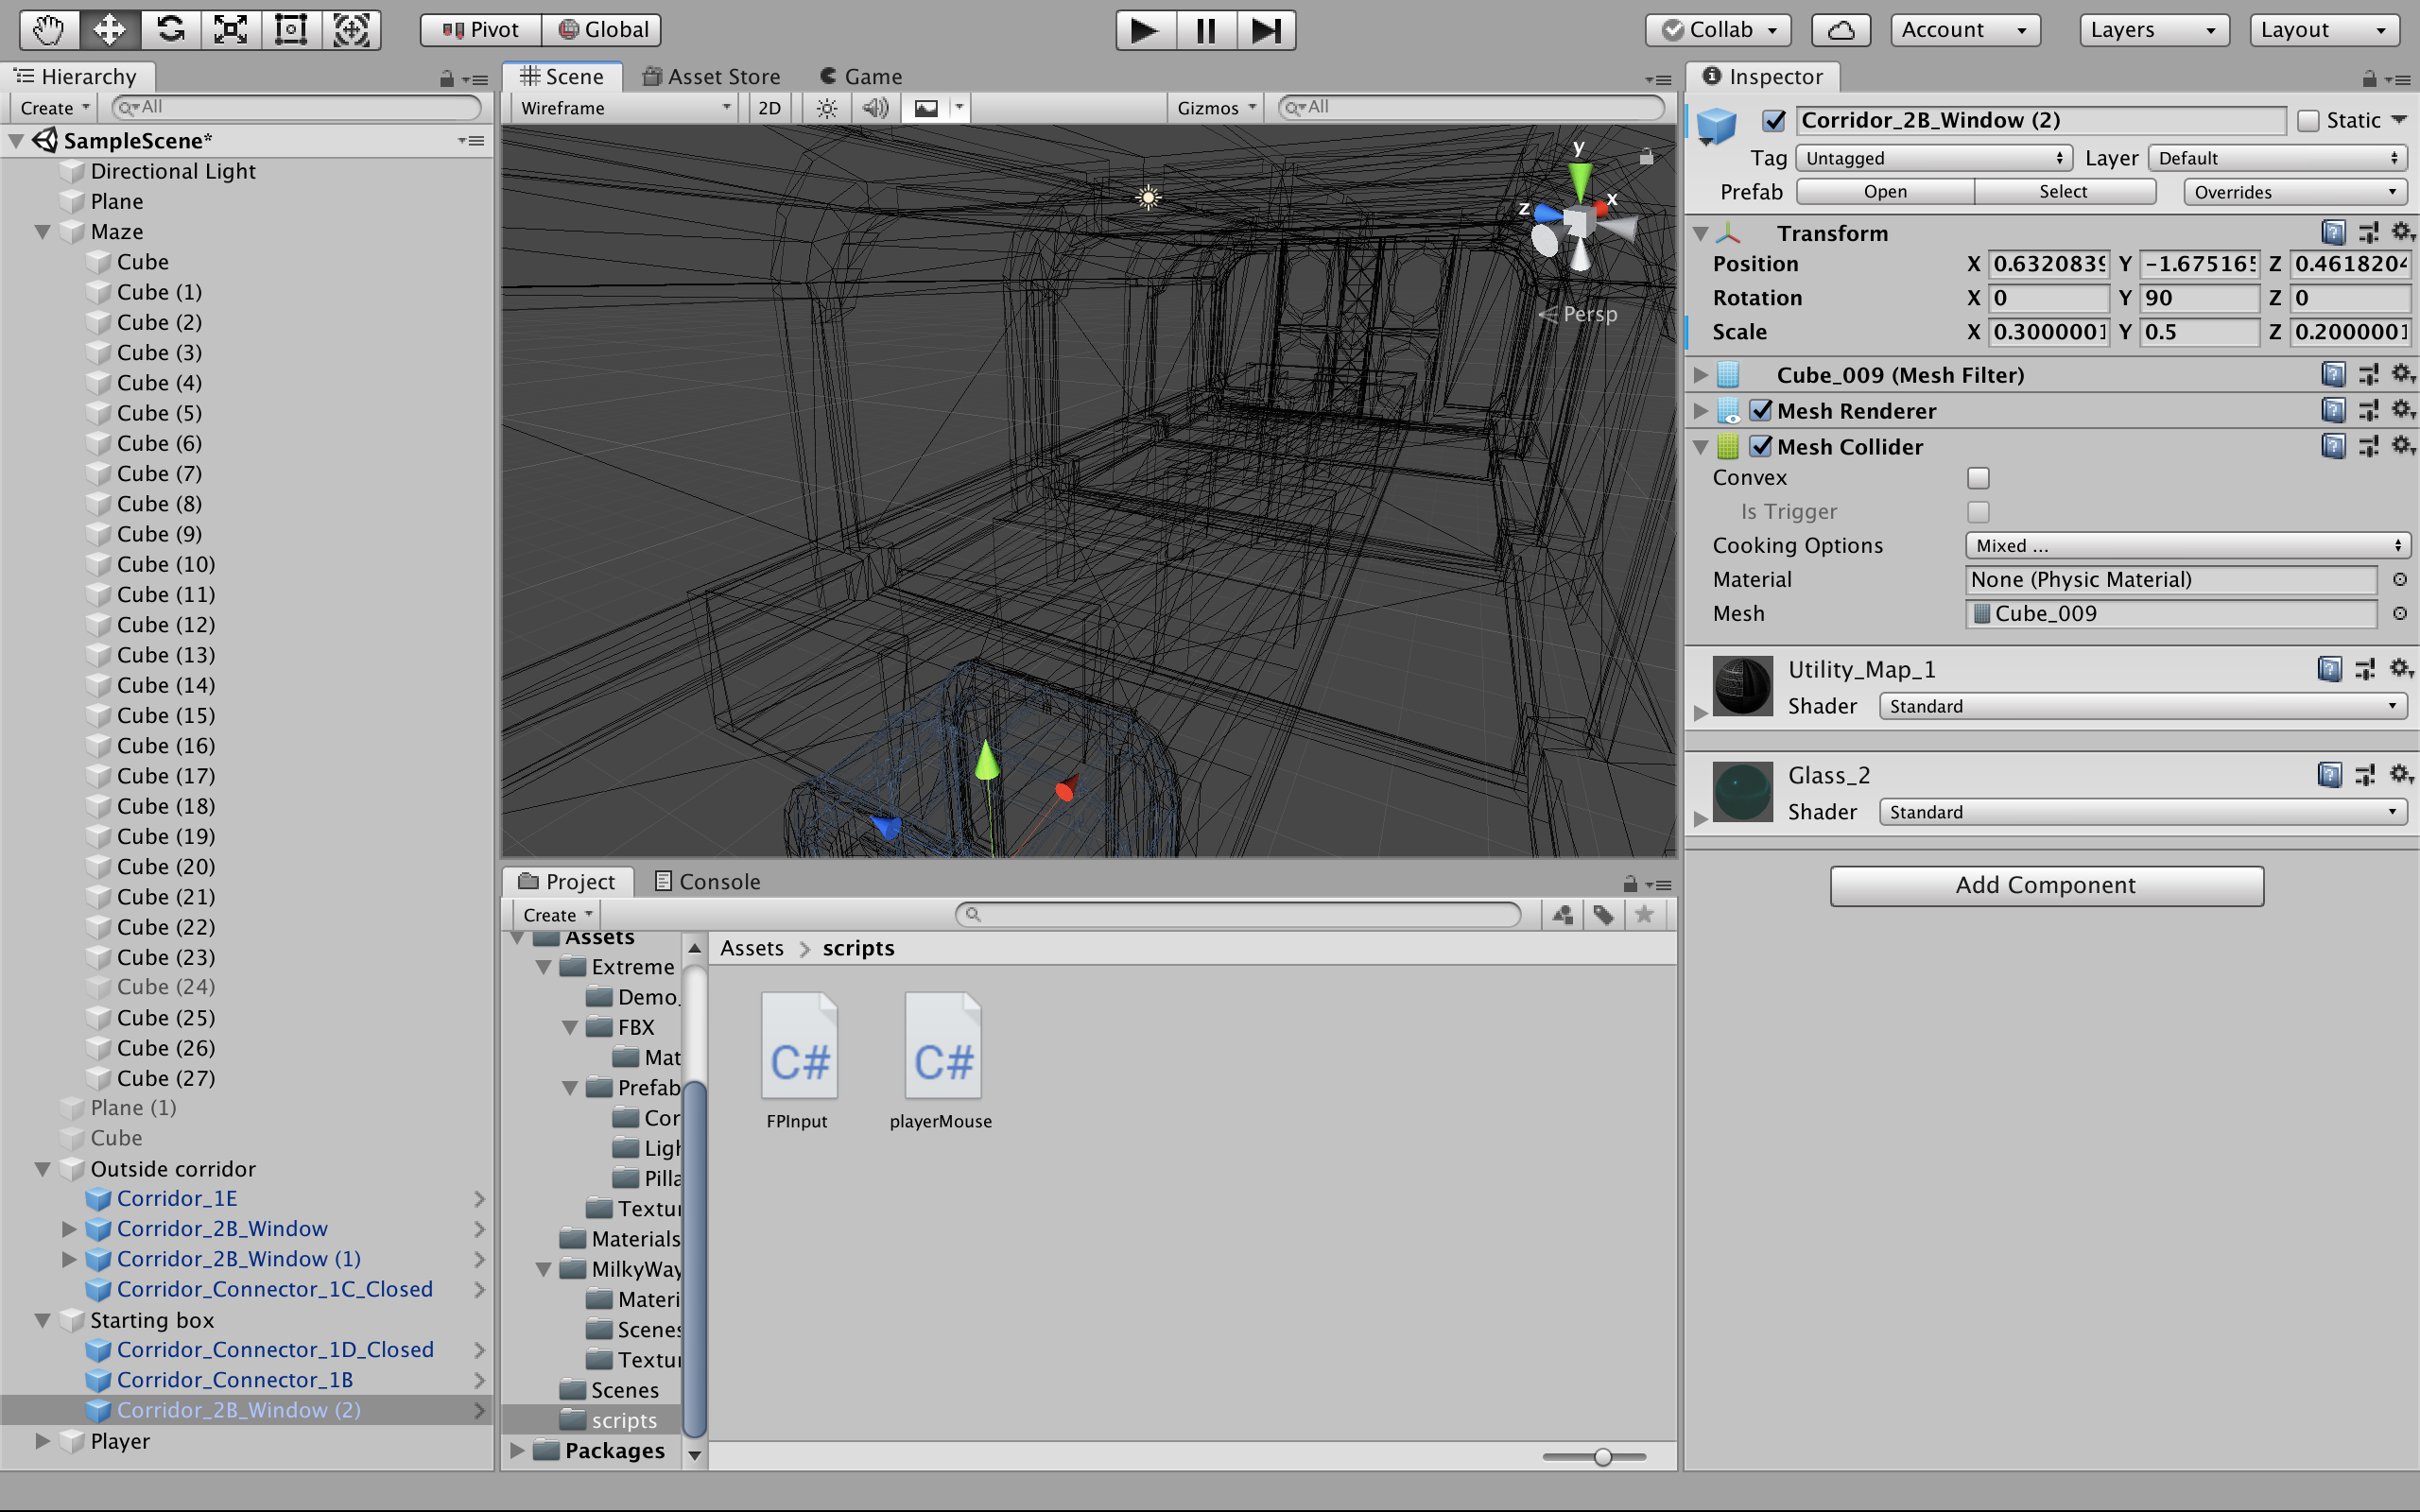 Pivot Global Collab Account Layers Layout
Hierarchy
Create All
SampleScene*
Directional Light
Plane
Maze
Cube
Cube (1)
Cube (2)
Cube (3)
Cube (4)
Cube (5)
Cube (6)
Cube (7)
Cube (8)
Cube (9)
Cube (10)
Cube (11)
Cube (12)
Cube (13)
Cube (14)
Cube (15)
Cube (16)
Cube (17)
Cube (18)
Cube (19)
Cube (20)
Cube (21)
Cube (22)
Cube (23)
Cube (24)
Cube (25)
Cube (26)
Cube (27)
Plane (1)
Cube
Outside corridor
Corridor_1E
Corridor_2B_Window
Corridor_2B_Window (1)
Corridor_Connector_1C_Closed
Starting box
Corridor_Connector_1D_Closed
Corridor_Connector_1B
Corridor_2B_Window (2)
Player
Scene Asset Store Game
Wireframe 2D Gizmos All
y
x
z
Persp
Project Console
Create
Assets
Extreme
Demo_
FBX
Mat
Prefab
Cor
Ligh
Pilla
Textur
Materials
MilkyWay
Materi
Scenes
Textur
Scenes
scripts
Packages
Assets > scripts
C# C#
FPInput playerMouse
Inspector
Corridor_2B_Window (2) Static
Tag Untagged Layer Default
Prefab Open Select Overrides
Transform
Position X 0.632083 Y -1.67516 Z 0.4618204
Rotation X 0 Y 90 Z 0
Scale X 0.3000001 Y 0.5 Z 0.2000001
Cube_009 (Mesh Filter)
Mesh Renderer
Mesh Collider
Convex
Is Trigger
Cooking Options Mixed ...
Material None (Physic Material)
Mesh Cube_009
Utility_Map_1
Shader Standard
Glass_2
Shader Standard
Add Component